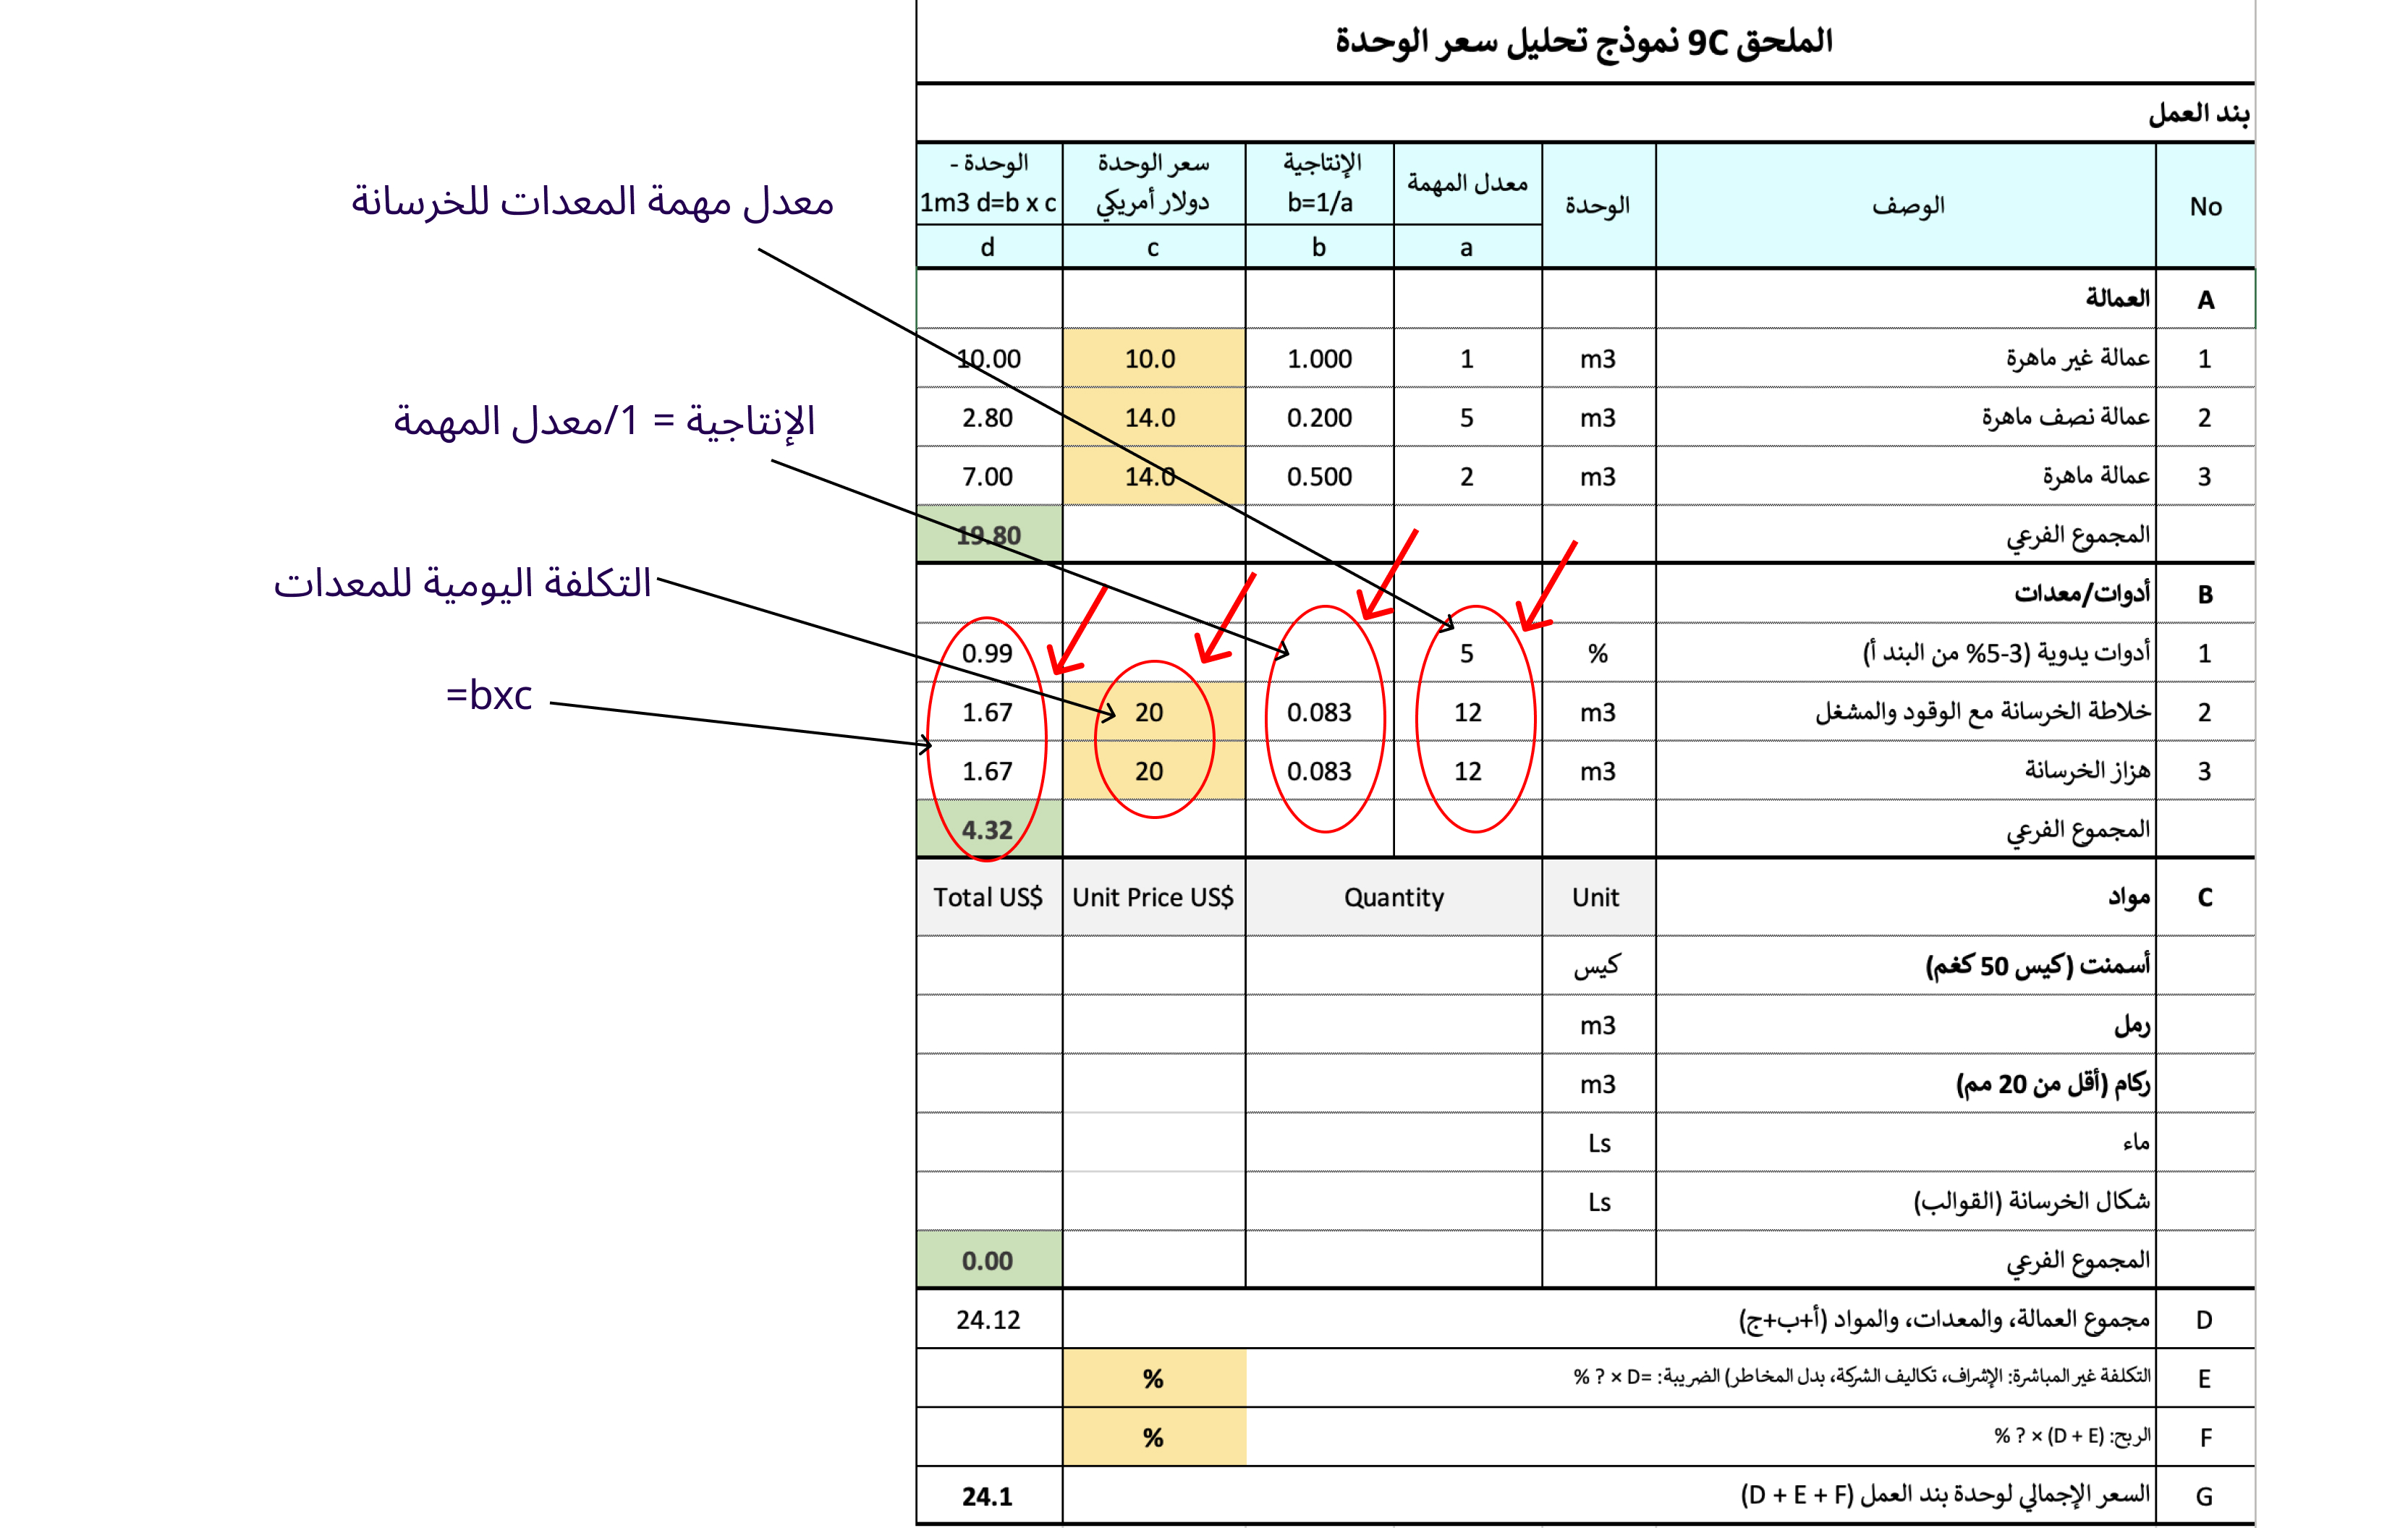 الملحق 9C نموذج تحليل سعر الوحدة
بند العمل
No الوصف الوحدة معدل المهمة الإنتاجية b=1/a سعر الوحدة دولار أمريكي الوحدة - 1m3 d=b x c
a b c d
A العمالة
1 عمالة غير ماهرة m3 1 1.000 10.0 10.00
2 عمالة نصف ماهرة m3 5 0.200 14.0 2.80
3 عمالة ماهرة m3 2 0.500 14.0 7.00
المجموع الفرعي 19.80
B أدوات/معدات
1 أدوات يدوية (3-5% من البند أ) % 5 0.99
2 خلاطة الخرسانة مع الوقود والمشغل m3 12 0.083 20 1.67
3 هزاز الخرسانة m3 12 0.083 20 1.67
المجموع الفرعي 4.32
C مواد Unit Quantity Unit Price US$ Total US$
أسمنت (كيس 50 كغم) كيس
رمل m3
ركام (أقل من 20 مم) m3
ماء Ls
شكال الخرسانة (القوالب) Ls
المجموع الفرعي 0.00
D مجموع العمالة، والمعدات، والمواد (أ+ب+ج) 24.12
E التكلفة غير المباشرة: الإشراف، تكاليف الشركة، بدل المخاطر) الضريبة: =D × ? % %
F الربح: (D + E) × ? % %
G السعر الإجمالي لوحدة بند العمل (D + E + F) 24.1
معدل مهمة المعدات للخرسانة
الإنتاجية = 1/معدل المهمة
التكلفة اليومية للمعدات
=bxc